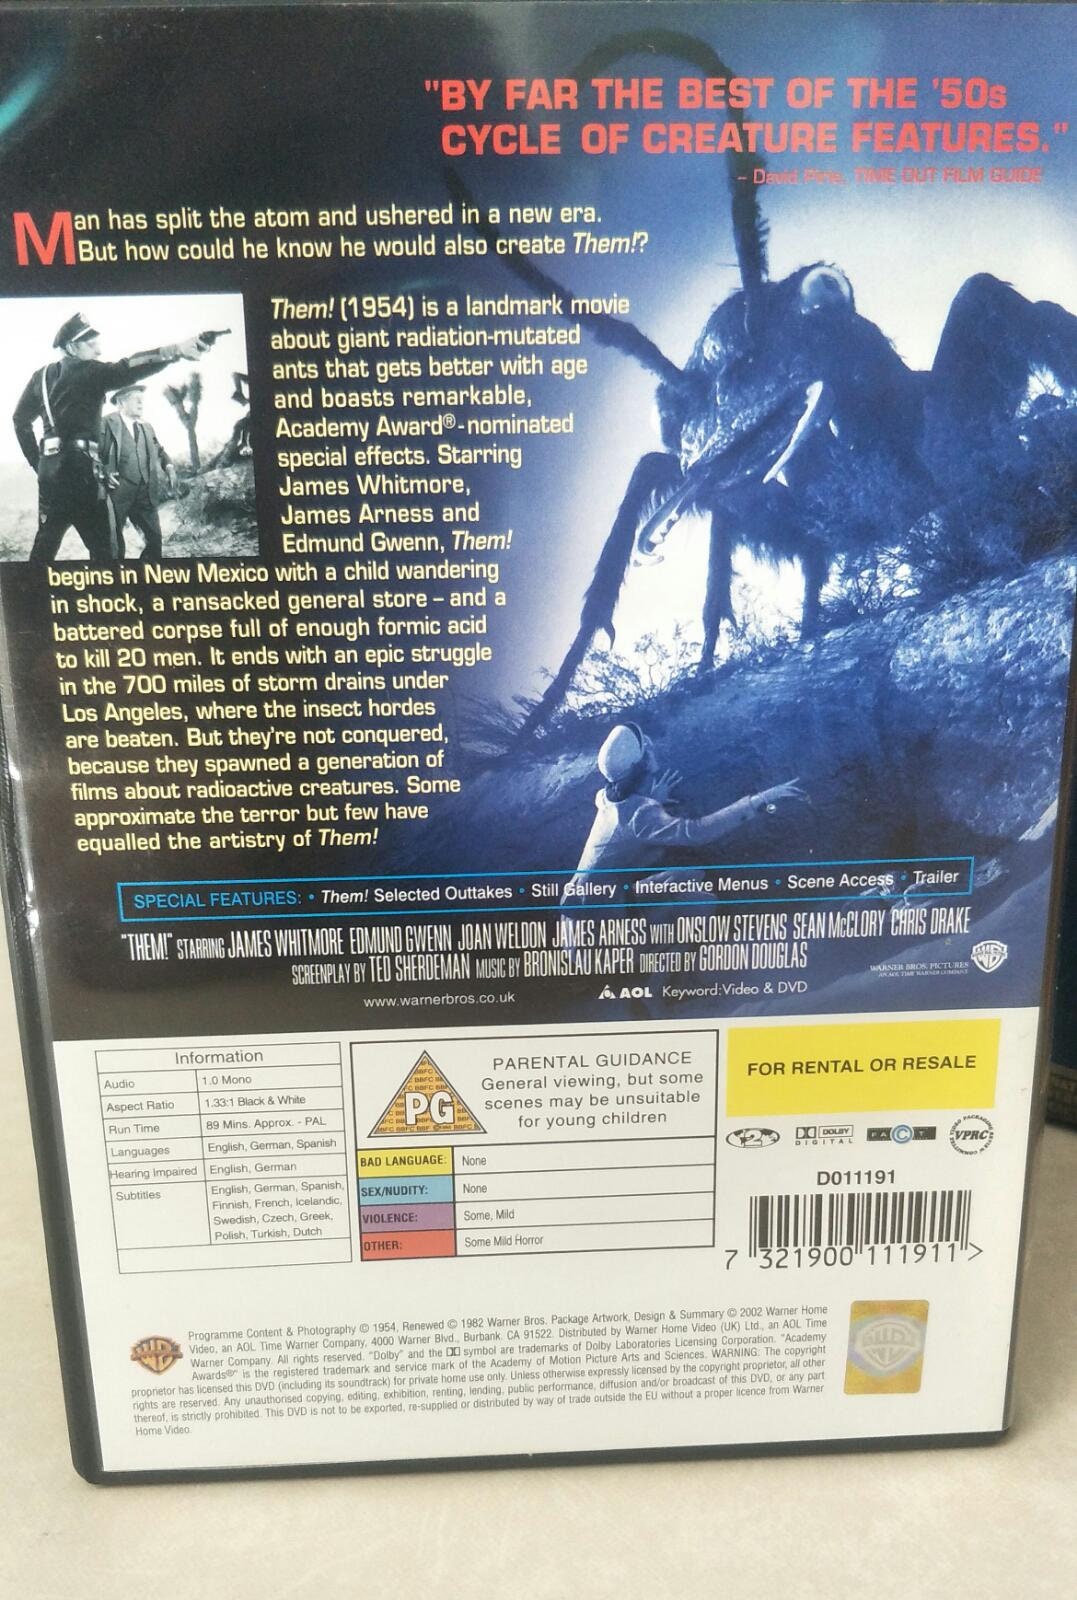 "BY FAR THE BEST OF THE '50s
CYCLE OF CREATURE FEATURES."
– David Pirie, TIME OUT FILM GUIDE
Man has split the atom and ushered in a new era.
But how could he know he would also create Them!?
Them! (1954) is a landmark movie
about giant radiation-mutated
ants that gets better with age
and boasts remarkable,
Academy Award®-nominated
special effects. Starring
James Whitmore,
James Arness and
Edmund Gwenn, Them!
begins in New Mexico with a child wandering
in shock, a ransacked general store – and a
battered corpse full of enough formic acid
to kill 20 men. It ends with an epic struggle
in the 700 miles of storm drains under
Los Angeles, where the insect hordes
are beaten. But they're not conquered,
because they spawned a generation of
films about radioactive creatures. Some
approximate the terror but few have
equalled the artistry of Them!
SPECIAL FEATURES: • Them! Selected Outtakes • Still Gallery • Interactive Menus • Scene Access • Trailer
"THEM!" STARRING JAMES WHITMORE EDMUND GWENN JOAN WELDON JAMES ARNESS WITH ONSLOW STEVENS SEAN McCLORY CHRIS DRAKE
SCREENPLAY BY TED SHERDEMAN MUSIC BY BRONISLAU KAPER DIRECTED BY GORDON DOUGLAS
WARNER BROS. PICTURES
AN AOL TIME WARNER COMPANY
www.warnerbros.co.uk AOL Keyword:Video & DVD
Information
Audio 1.0 Mono
Aspect Ratio 1.33:1 Black & White
Run Time 89 Mins. Approx. - PAL
Languages English, German, Spanish
Hearing Impaired English, German
Subtitles English, German, Spanish,
Finnish, French, Icelandic,
Swedish, Czech, Greek,
Polish, Turkish, Dutch
PG
PARENTAL GUIDANCE
General viewing, but some
scenes may be unsuitable
for young children
BAD LANGUAGE: None
SEX/NUDITY: None
VIOLENCE: Some, Mild
OTHER: Some Mild Horror
FOR RENTAL OR RESALE
2 DOLBY DIGITAL FACT VPRC
D011191
7 321900 111911 >
Programme Content & Photography © 1954, Renewed © 1982 Warner Bros. Package Artwork, Design & Summary © 2002 Warner Home
Video, an AOL Time Warner Company, 4000 Warner Blvd., Burbank. CA 91522. Distributed by Warner Home Video (UK) Ltd., an AOL Time
Warner Company. All rights reserved. "Dolby" and the symbol are trademarks of Dolby Laboratories Licensing Corporation. "Academy
Awards®" is the registered trademark and service mark of the Academy of Motion Picture Arts and Sciences. WARNING: The copyright
proprietor has licensed this DVD (including its soundtrack) for private home use only. Unless otherwise expressly licensed by the copyright proprietor, all other
rights are reserved. Any unauthorised copying, editing, exhibition, renting, lending, public performance, diffusion and/or broadcast of this DVD, or any part
thereof, is strictly prohibited. This DVD is not to be exported, re-supplied or distributed by way of trade outside the EU without a proper licence from Warner
Home Video.